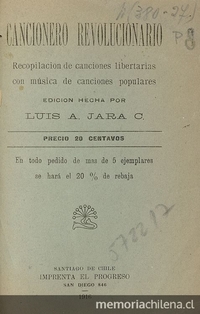 CANCIONERO REVOLUCIONARIO
Recopilación de canciones libertarias
con música de canciones populares
EDICION HECHA POR
LUIS A. JARA C.
PRECIO 20 CENTAVOS
En todo pedido de mas de 5 ejemplares
se hará el 20 % de rebaja
SANTIAGO DE CHILE
IMPRENTA EL PROGRESO
SAN DIEGO
memoriachilena.cl